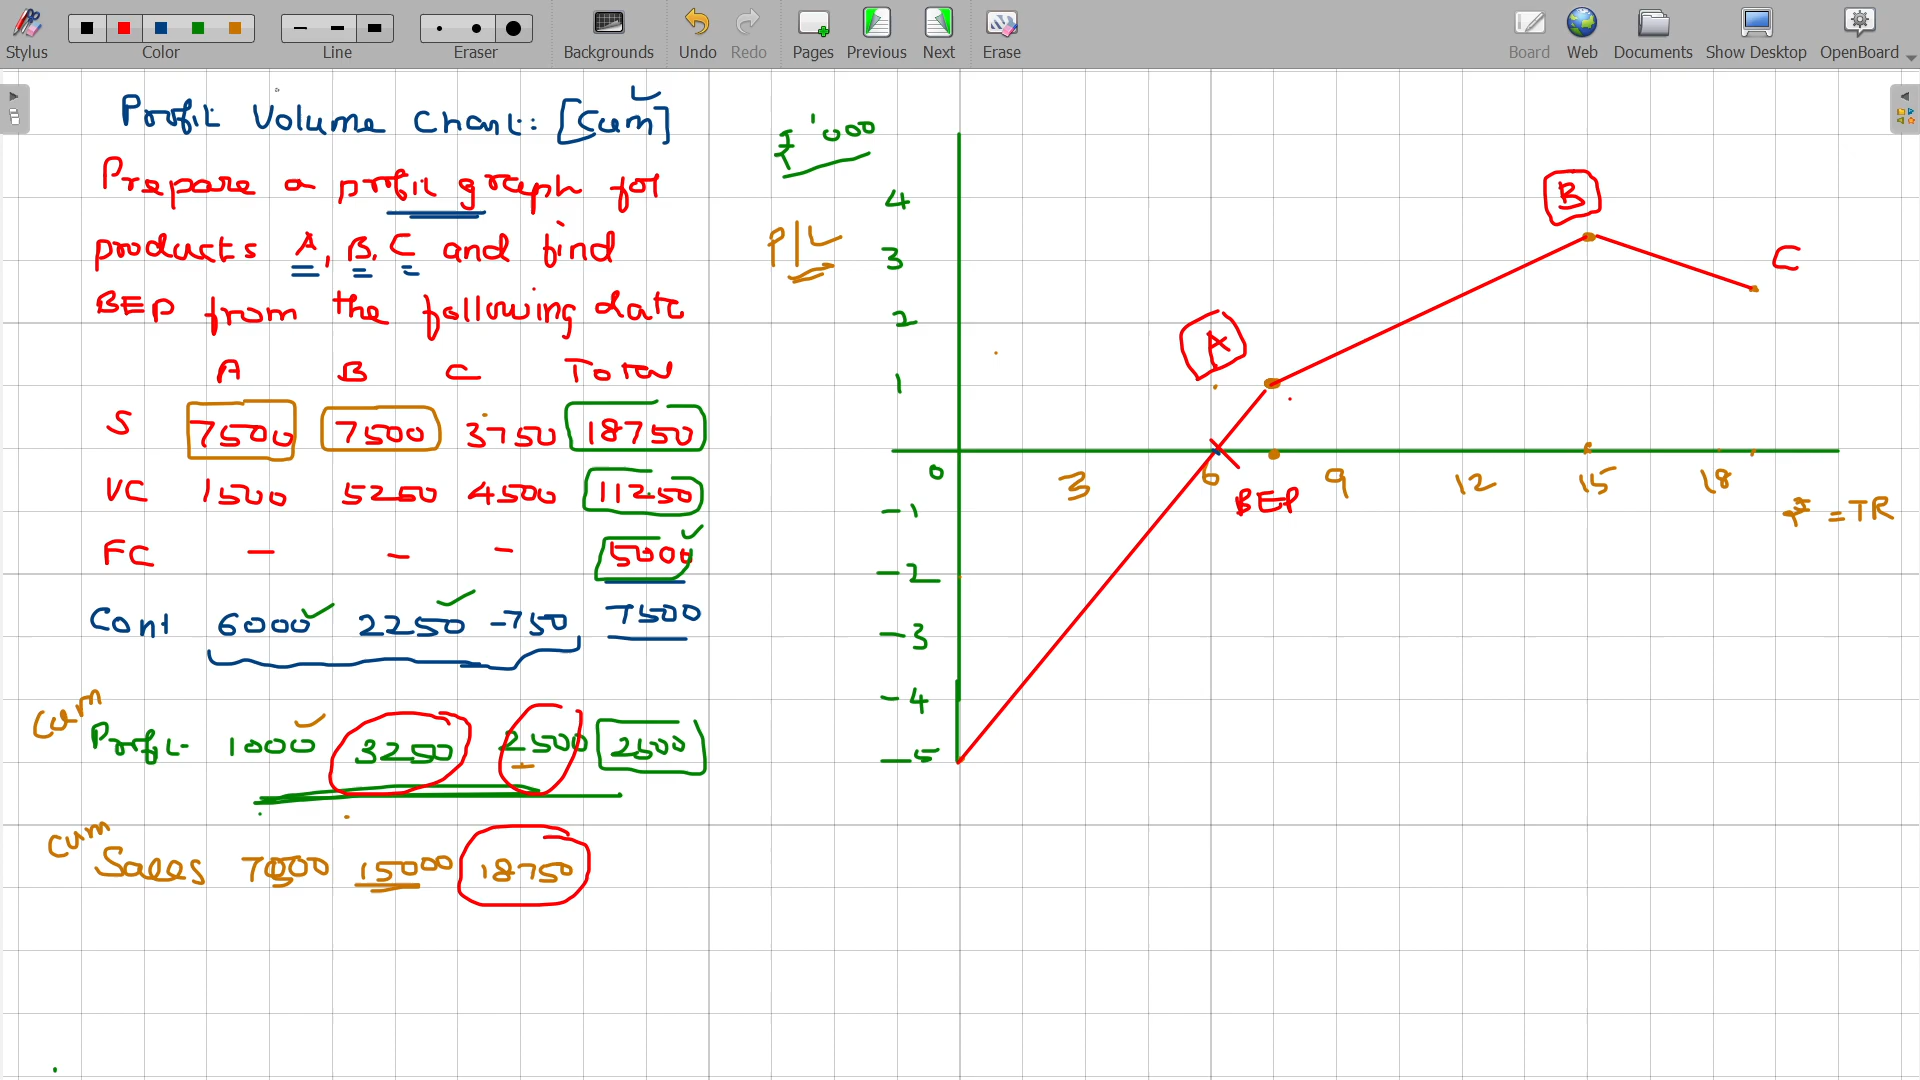 Stylus Color Line Eraser Backgrounds Undo Redo Pages Previous Next Erase Board Web Documents Show Desktop OpenBoard
Profit Volume Chart: [Cum]
Prepare a profit graph for
products A, B, C and find
BEP from the following data
A B C Total
S 7500 7500 3750 18750
VC 1500 5250 4500 11250
FC - - - 5000
Cont 6000 2250 -750 7500
Cum
Profit 1000 3250 2500 2500
Cum
Sales 7500 15000 18750
₹ '000
P|L
4
3
2
1
0
-1
-2
-3
-4
-5
3 6 9 12 15 18
= TR
BEP
A
B
C